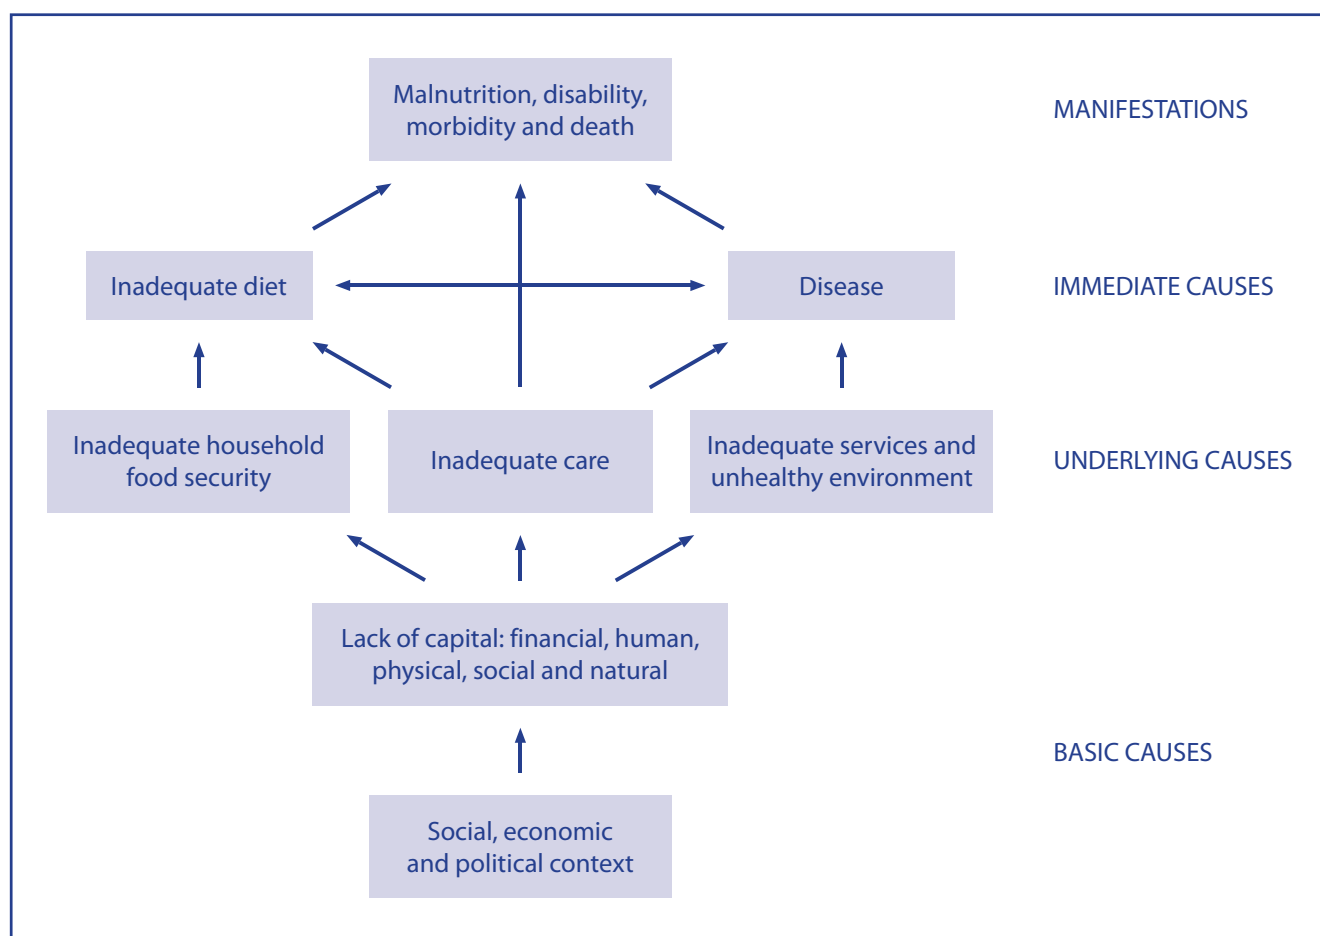 Malnutrition, disability,
morbidity and death
MANIFESTATIONS
Inadequate diet
Disease
IMMEDIATE CAUSES
Inadequate household
food security
Inadequate care
Inadequate services and
unhealthy environment
UNDERLYING CAUSES
Lack of capital: financial, human,
physical, social and natural
BASIC CAUSES
Social, economic
and political context